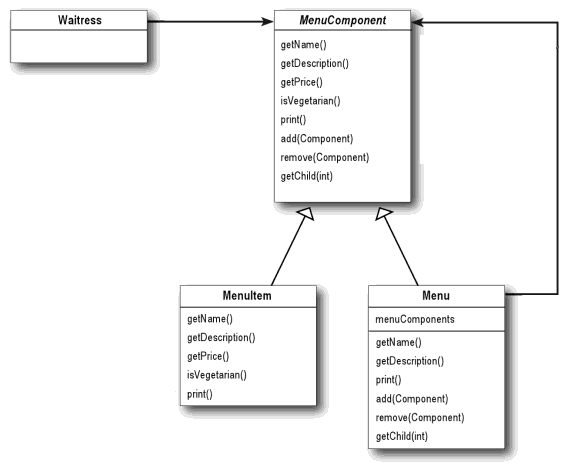 Waitress
MenuComponent
getName()
getDescription()
getPrice()
isVegetarian()
print()
add(Component)
remove(Component)
getChild(int)
MenuItem
getName()
getDescription()
getPrice()
isVegetarian()
print()
Menu
menuComponents
getName()
getDescription()
print()
add(Component)
remove(Component)
getChild(int)